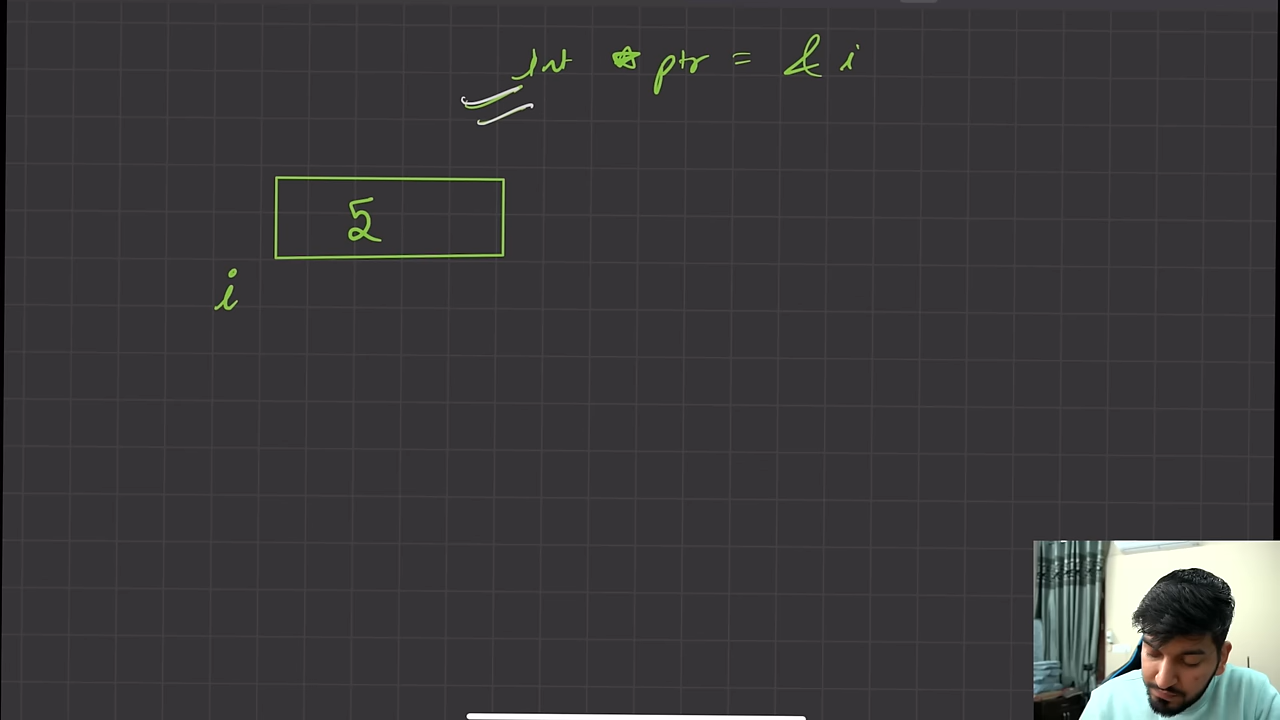 int * ptr = & i
5
i